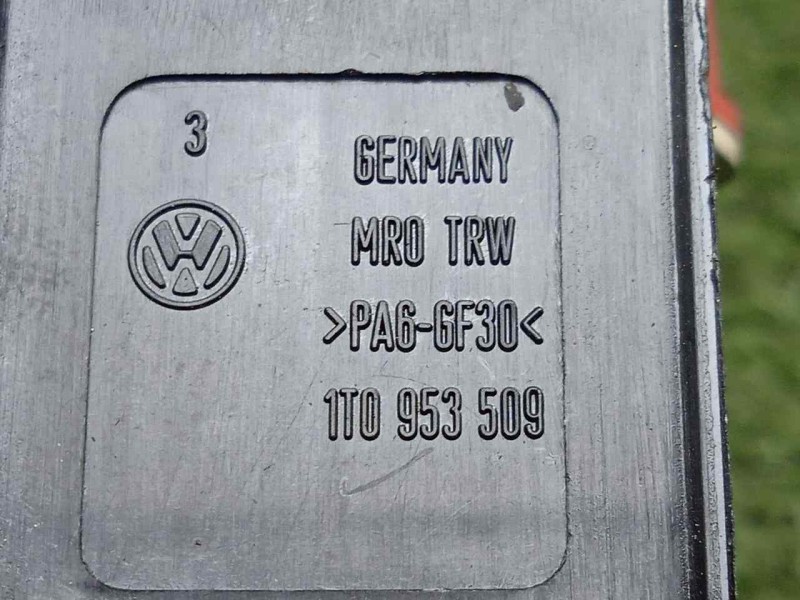 3
GERMANY
MRO TRW
>PA6-GF30<
1T0 953 509